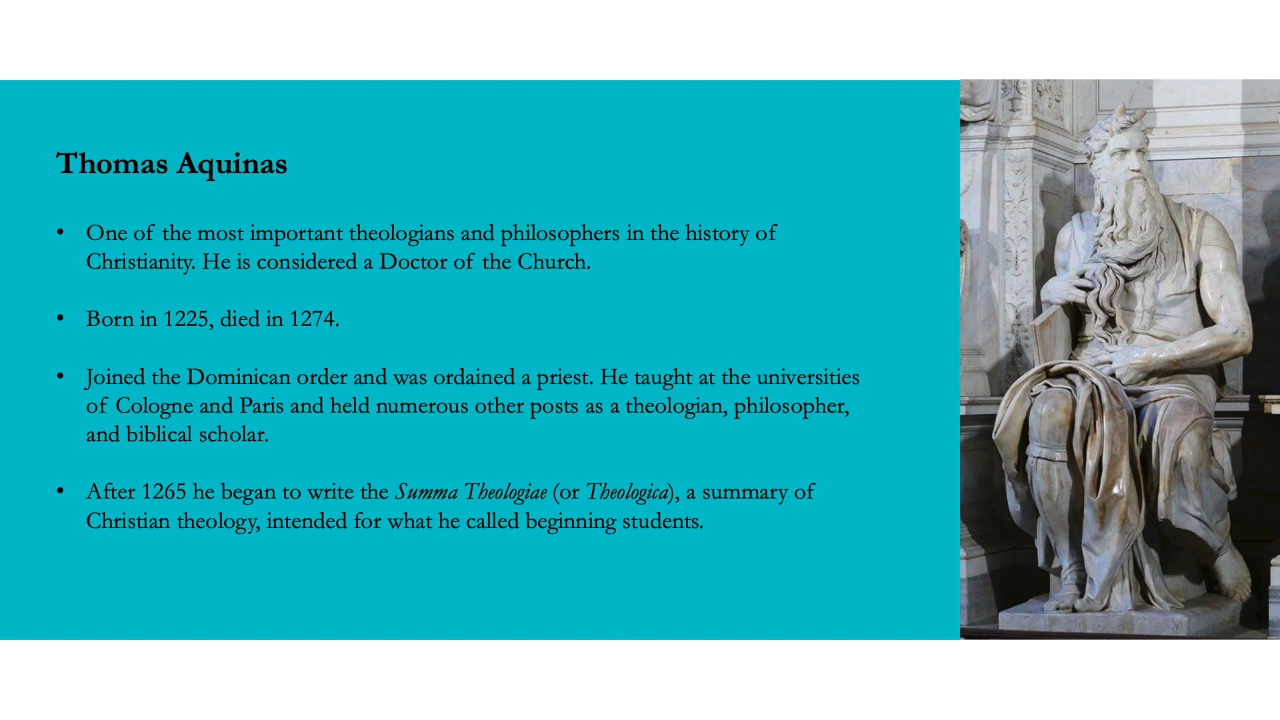 Thomas Aquinas
• One of the most important theologians and philosophers in the history of
Christianity. He is considered a Doctor of the Church.
• Born in 1225, died in 1274.
• Joined the Dominican order and was ordained a priest. He taught at the universities
of Cologne and Paris and held numerous other posts as a theologian, philosopher,
and biblical scholar.
• After 1265 he began to write the Summa Theologiae (or Theologica), a summary of
Christian theology, intended for what he called beginning students.